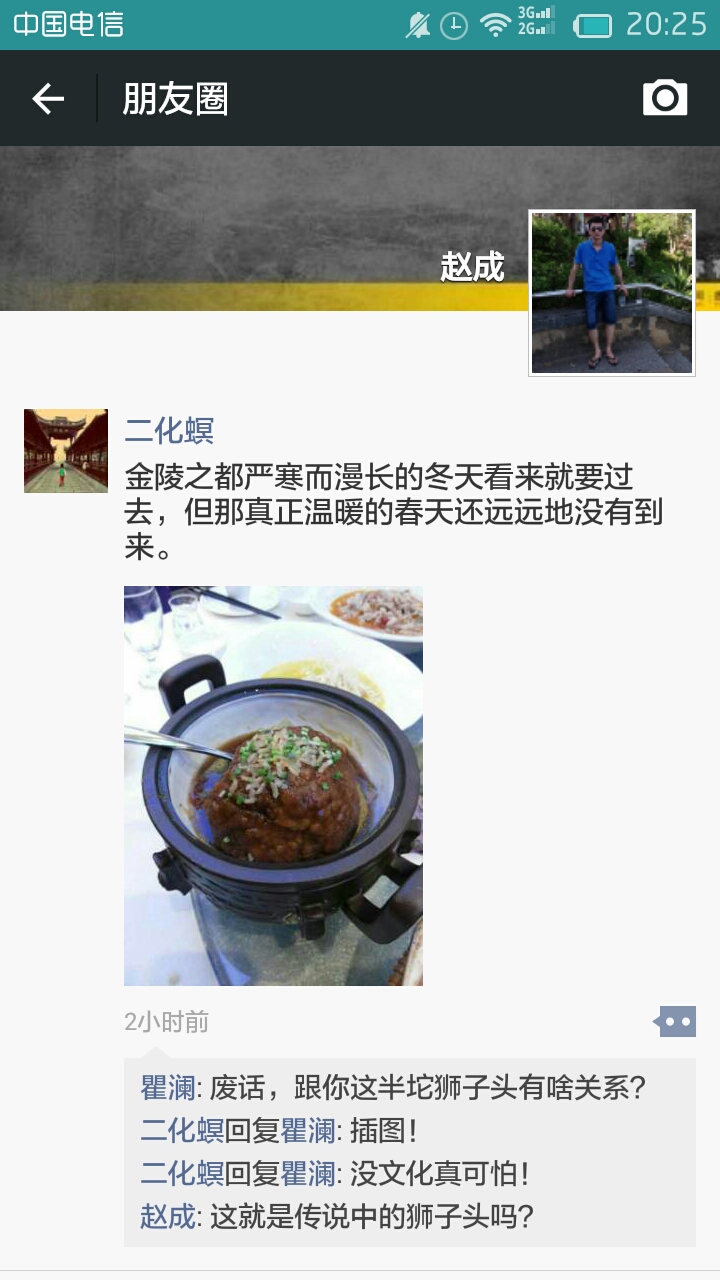 中国电信
3G
2G
20:25
朋友圈
赵成
二化螟
金陵之都严寒而漫长的冬天看来就要过
去，但那真正温暖的春天还远远地没有到
来。
2小时前
瞿澜: 废话，跟你这半坨狮子头有啥关系？
二化螟回复瞿澜: 插图！
二化螟回复瞿澜: 没文化真可怕！
赵成: 这就是传说中的狮子头吗？